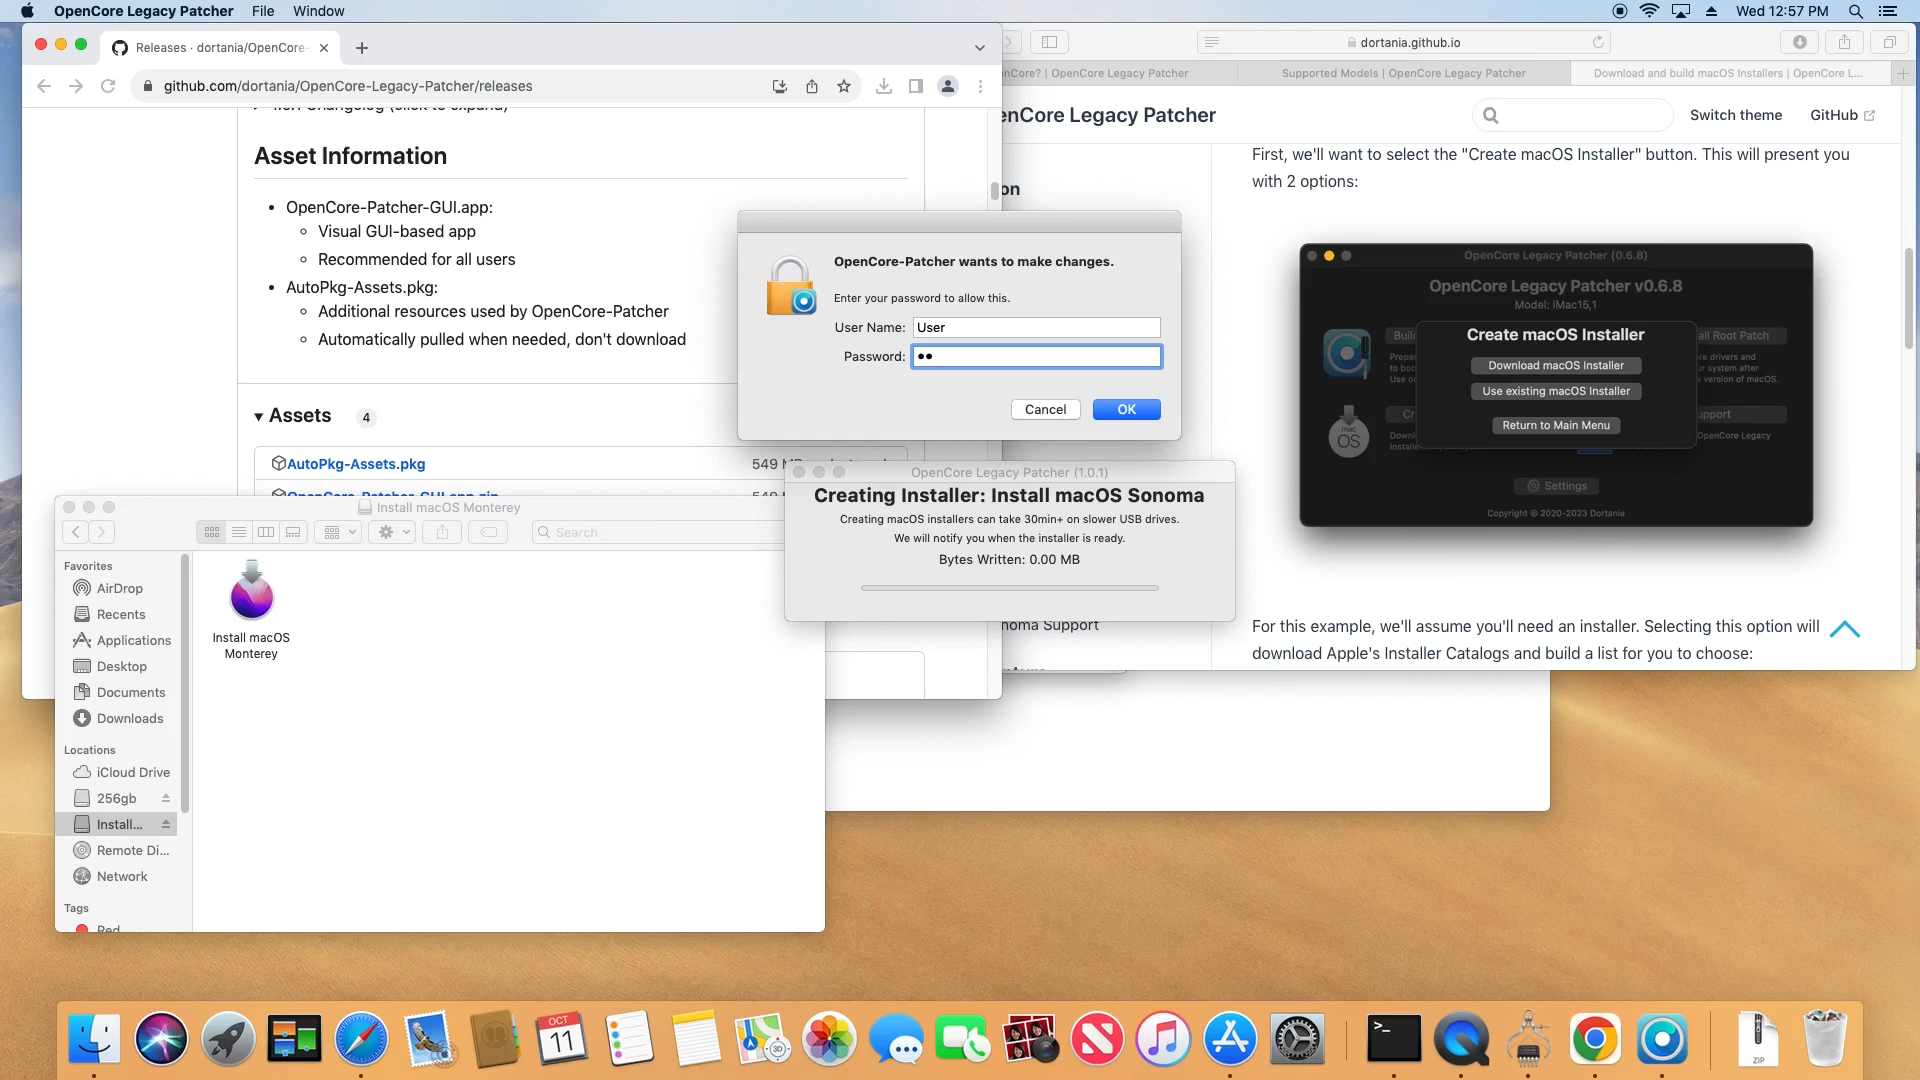 OpenCore Legacy Patcher File Window
Wed 12:57 PM
Releases · dortania/OpenCore-
github.com/dortania/OpenCore-Legacy-Patcher/releases
Asset Information
• OpenCore-Patcher-GUI.app:
Visual GUI-based app
Recommended for all users
• AutoPkg-Assets.pkg:
Additional resources used by OpenCore-Patcher
Automatically pulled when needed, don't download
Assets 4
AutoPkg-Assets.pkg 549
dortania.github.io
OpenCore Legacy Patcher
Supported Models | OpenCore Legacy Patcher
Download and build macOS Installers | OpenCore L...
enCore Legacy Patcher
Switch theme
GitHub
on
First, we'll want to select the "Create macOS Installer" button. This will present you
with 2 options:
OpenCore Legacy Patcher (0.6.8)
OpenCore Legacy Patcher v0.6.8
Model: iMac15,1
Create macOS Installer
Download macOS Installer
Use existing macOS Installer
Return to Main Menu
Settings
Copyright © 2020-2023 Dortania
noma Support
For this example, we'll assume you'll need an installer. Selecting this option will
download Apple's Installer Catalogs and build a list for you to choose:
OpenCore-Patcher wants to make changes.
Enter your password to allow this.
User Name: User
Password: ••
Cancel OK
OpenCore Legacy Patcher (1.0.1)
Creating Installer: Install macOS Sonoma
Creating macOS installers can take 30min+ on slower USB drives.
We will notify you when the installer is ready.
Bytes Written: 0.00 MB
Install macOS Monterey
Search
Favorites
AirDrop
Recents
Applications
Desktop
Documents
Downloads
Locations
iCloud Drive
256gb
Install...
Remote Di...
Network
Tags
Red
Install macOS
Monterey
OCT
11
3D
>_
ZIP